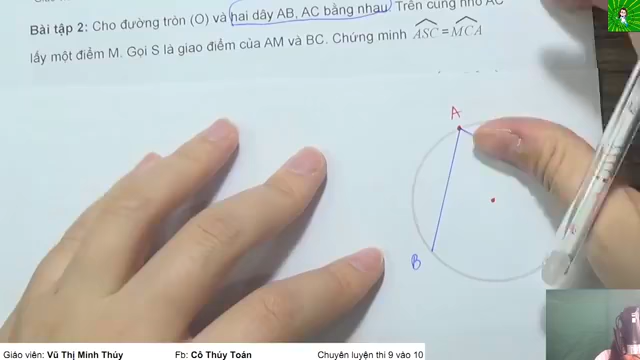 Bài tập 2: Cho đường tròn (O) và hai dây AB, AC bằng nhau. Trên cung nhỏ AC
lấy một điểm M. Gọi S là giao điểm của AM và BC. Chứng minh ASC = MCA
A
B
Giáo viên: Vũ Thị Minh Thúy Fb: Cô Thúy Toán Chuyên luyện thi 9 vào 10